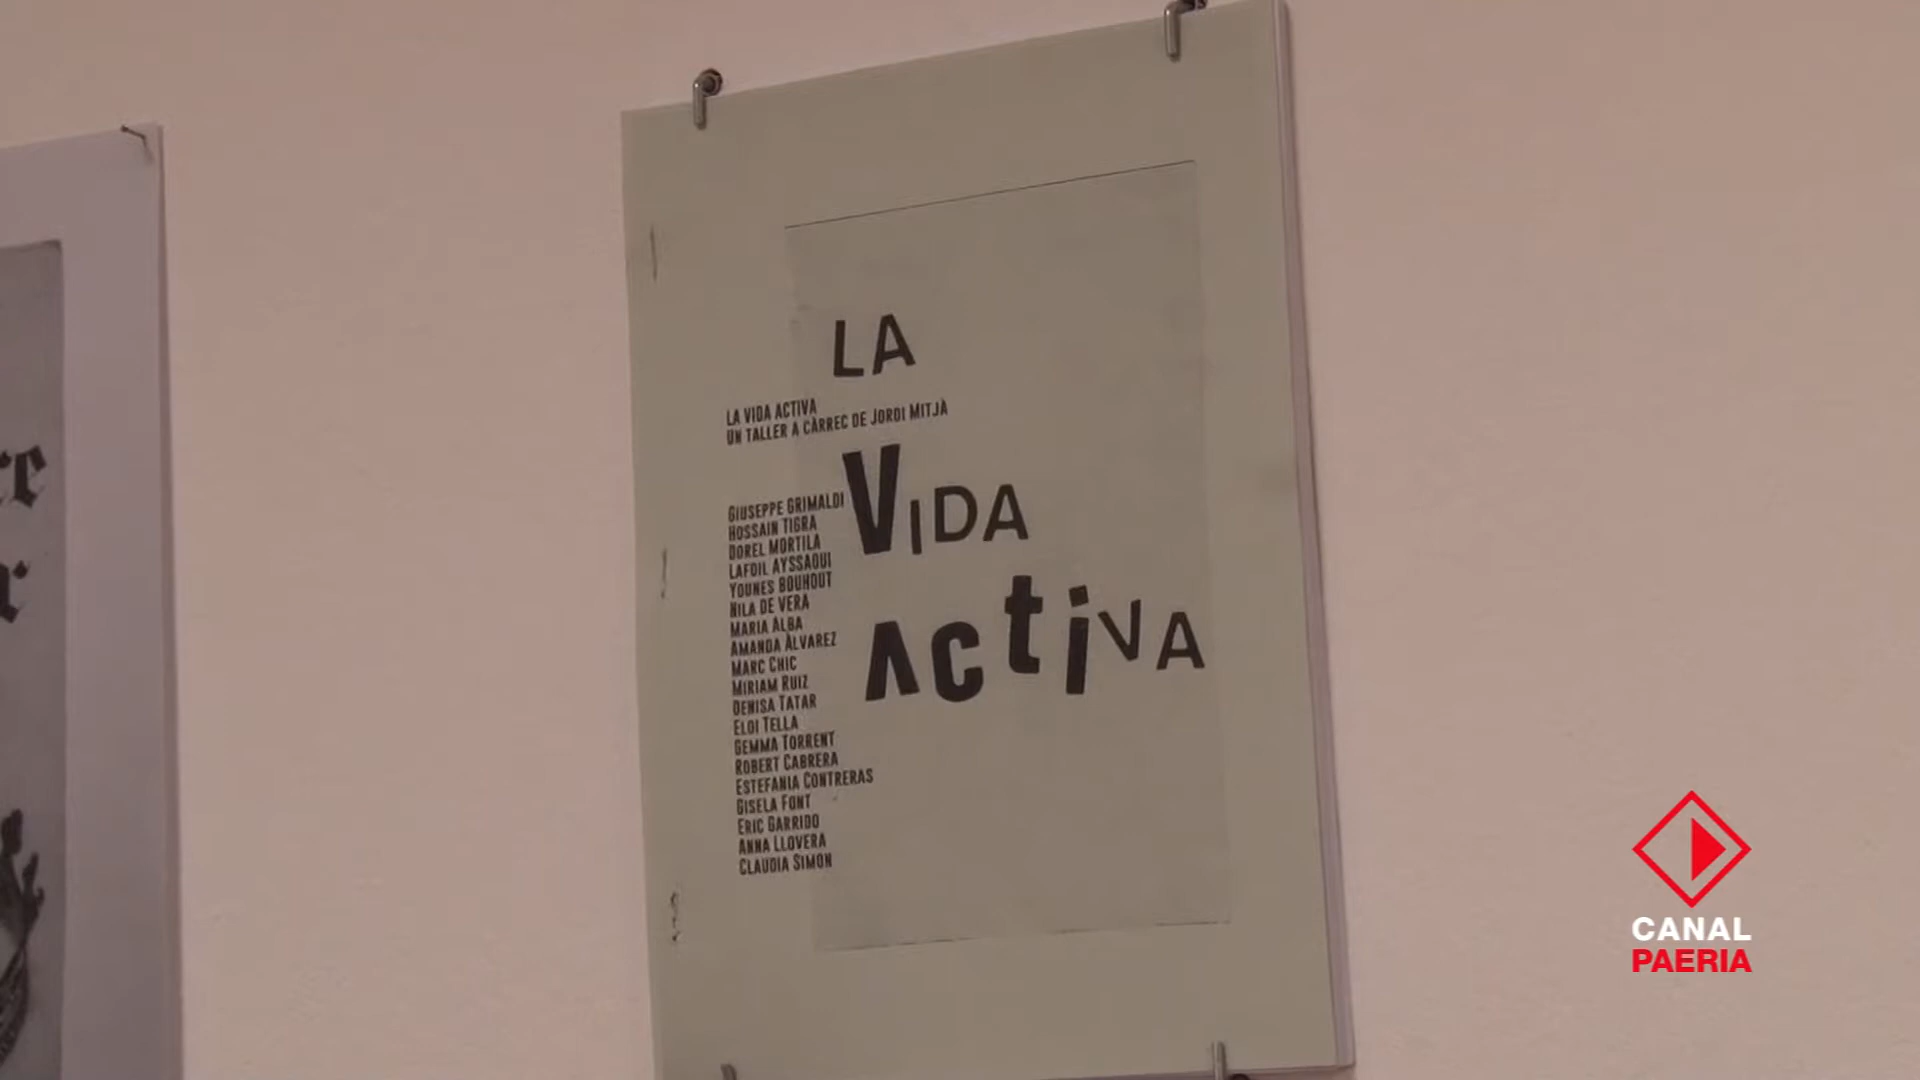 LA
LA VIDA ACTIVA
UN TALLER A CÀRREC DE JORDI MITJÀ
VIDA
ACtiVA
GIUSEPPE GRIMALDI
HOSSAIN TIGRA
DOREL MORTILA
LAFDIL AYSSAOUI
YOUNES BOUHOUT
NILA DE VERA
MARIA ALBA
AMANDA ÀLVAREZ
MARC CHIC
MIRIAM RUIZ
DENISA TATAR
ELOI TELLA
GEMMA TORRENT
ROBERT CABRERA
ESTEFANIA CONTRERAS
GISELA FONT
ERIC GARRIDO
ANNA LLOVERA
CLAUDIA SIMON
CANAL
PAERIA